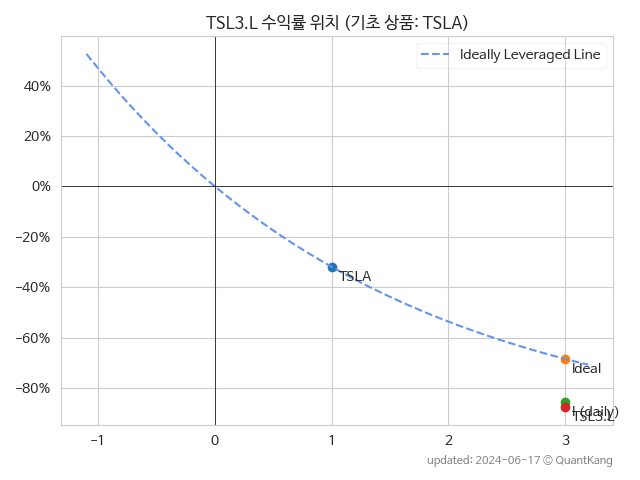 TSL3.L 수익률 위치 (기초 상품: TSLA)
Ideally Leveraged Line
40%
20%
0%
−20%
−40%
−60%
−80%
TSLA
Ideal
(daily)
TSL3.L
−1
0
1
2
3
updated: 2024-06-17 © QuantKang